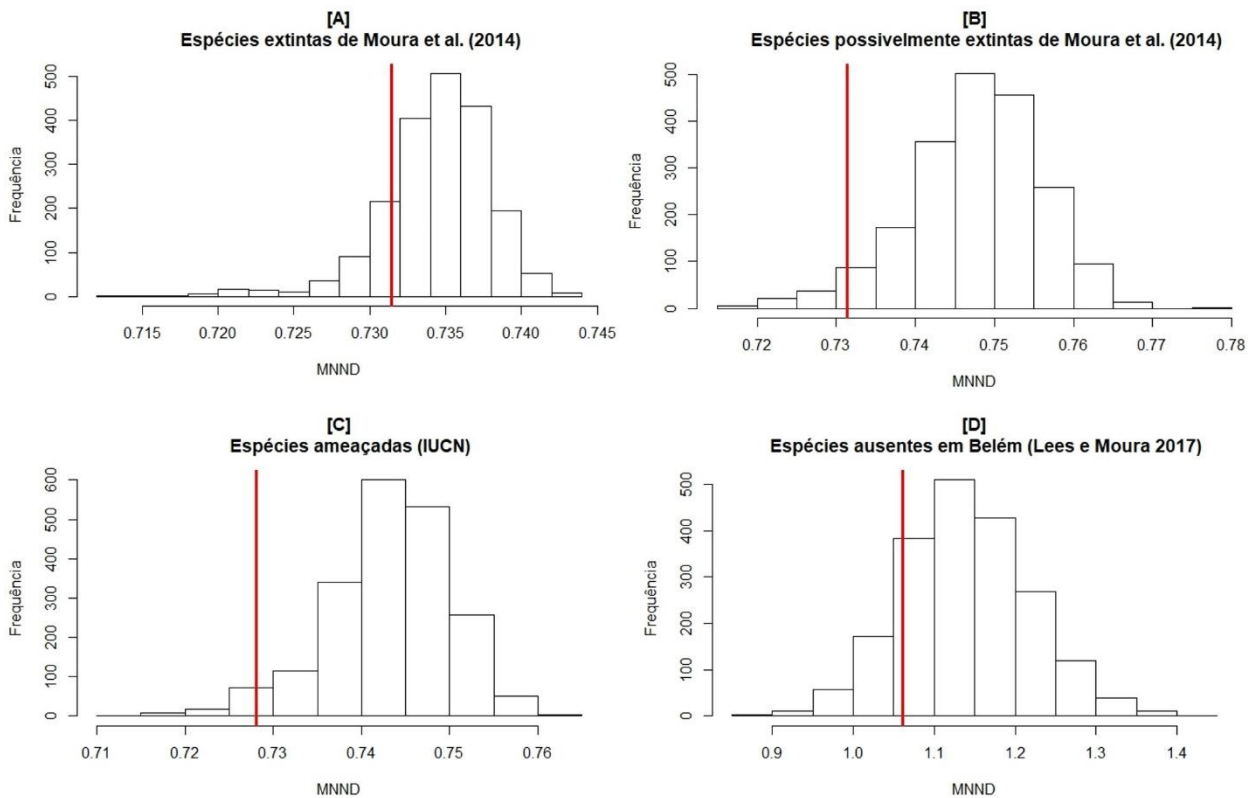 [A]
Espécies extintas de Moura et al. (2014)
500
400
300
200
100
0
Frequência
0.715 0.720 0.725 0.730 0.735 0.740 0.745
MNND
[B]
Espécies possivelmente extintas de Moura et al. (2014)
500
400
300
200
100
0
Frequência
0.72 0.73 0.74 0.75 0.76 0.77 0.78
MNND
[C]
Espécies ameaçadas (IUCN)
600
500
400
300
200
100
0
Frequência
0.71 0.72 0.73 0.74 0.75 0.76
MNND
[D]
Espécies ausentes em Belém (Lees e Moura 2017)
500
400
300
200
100
0
Frequência
0.9 1.0 1.1 1.2 1.3 1.4
MNND